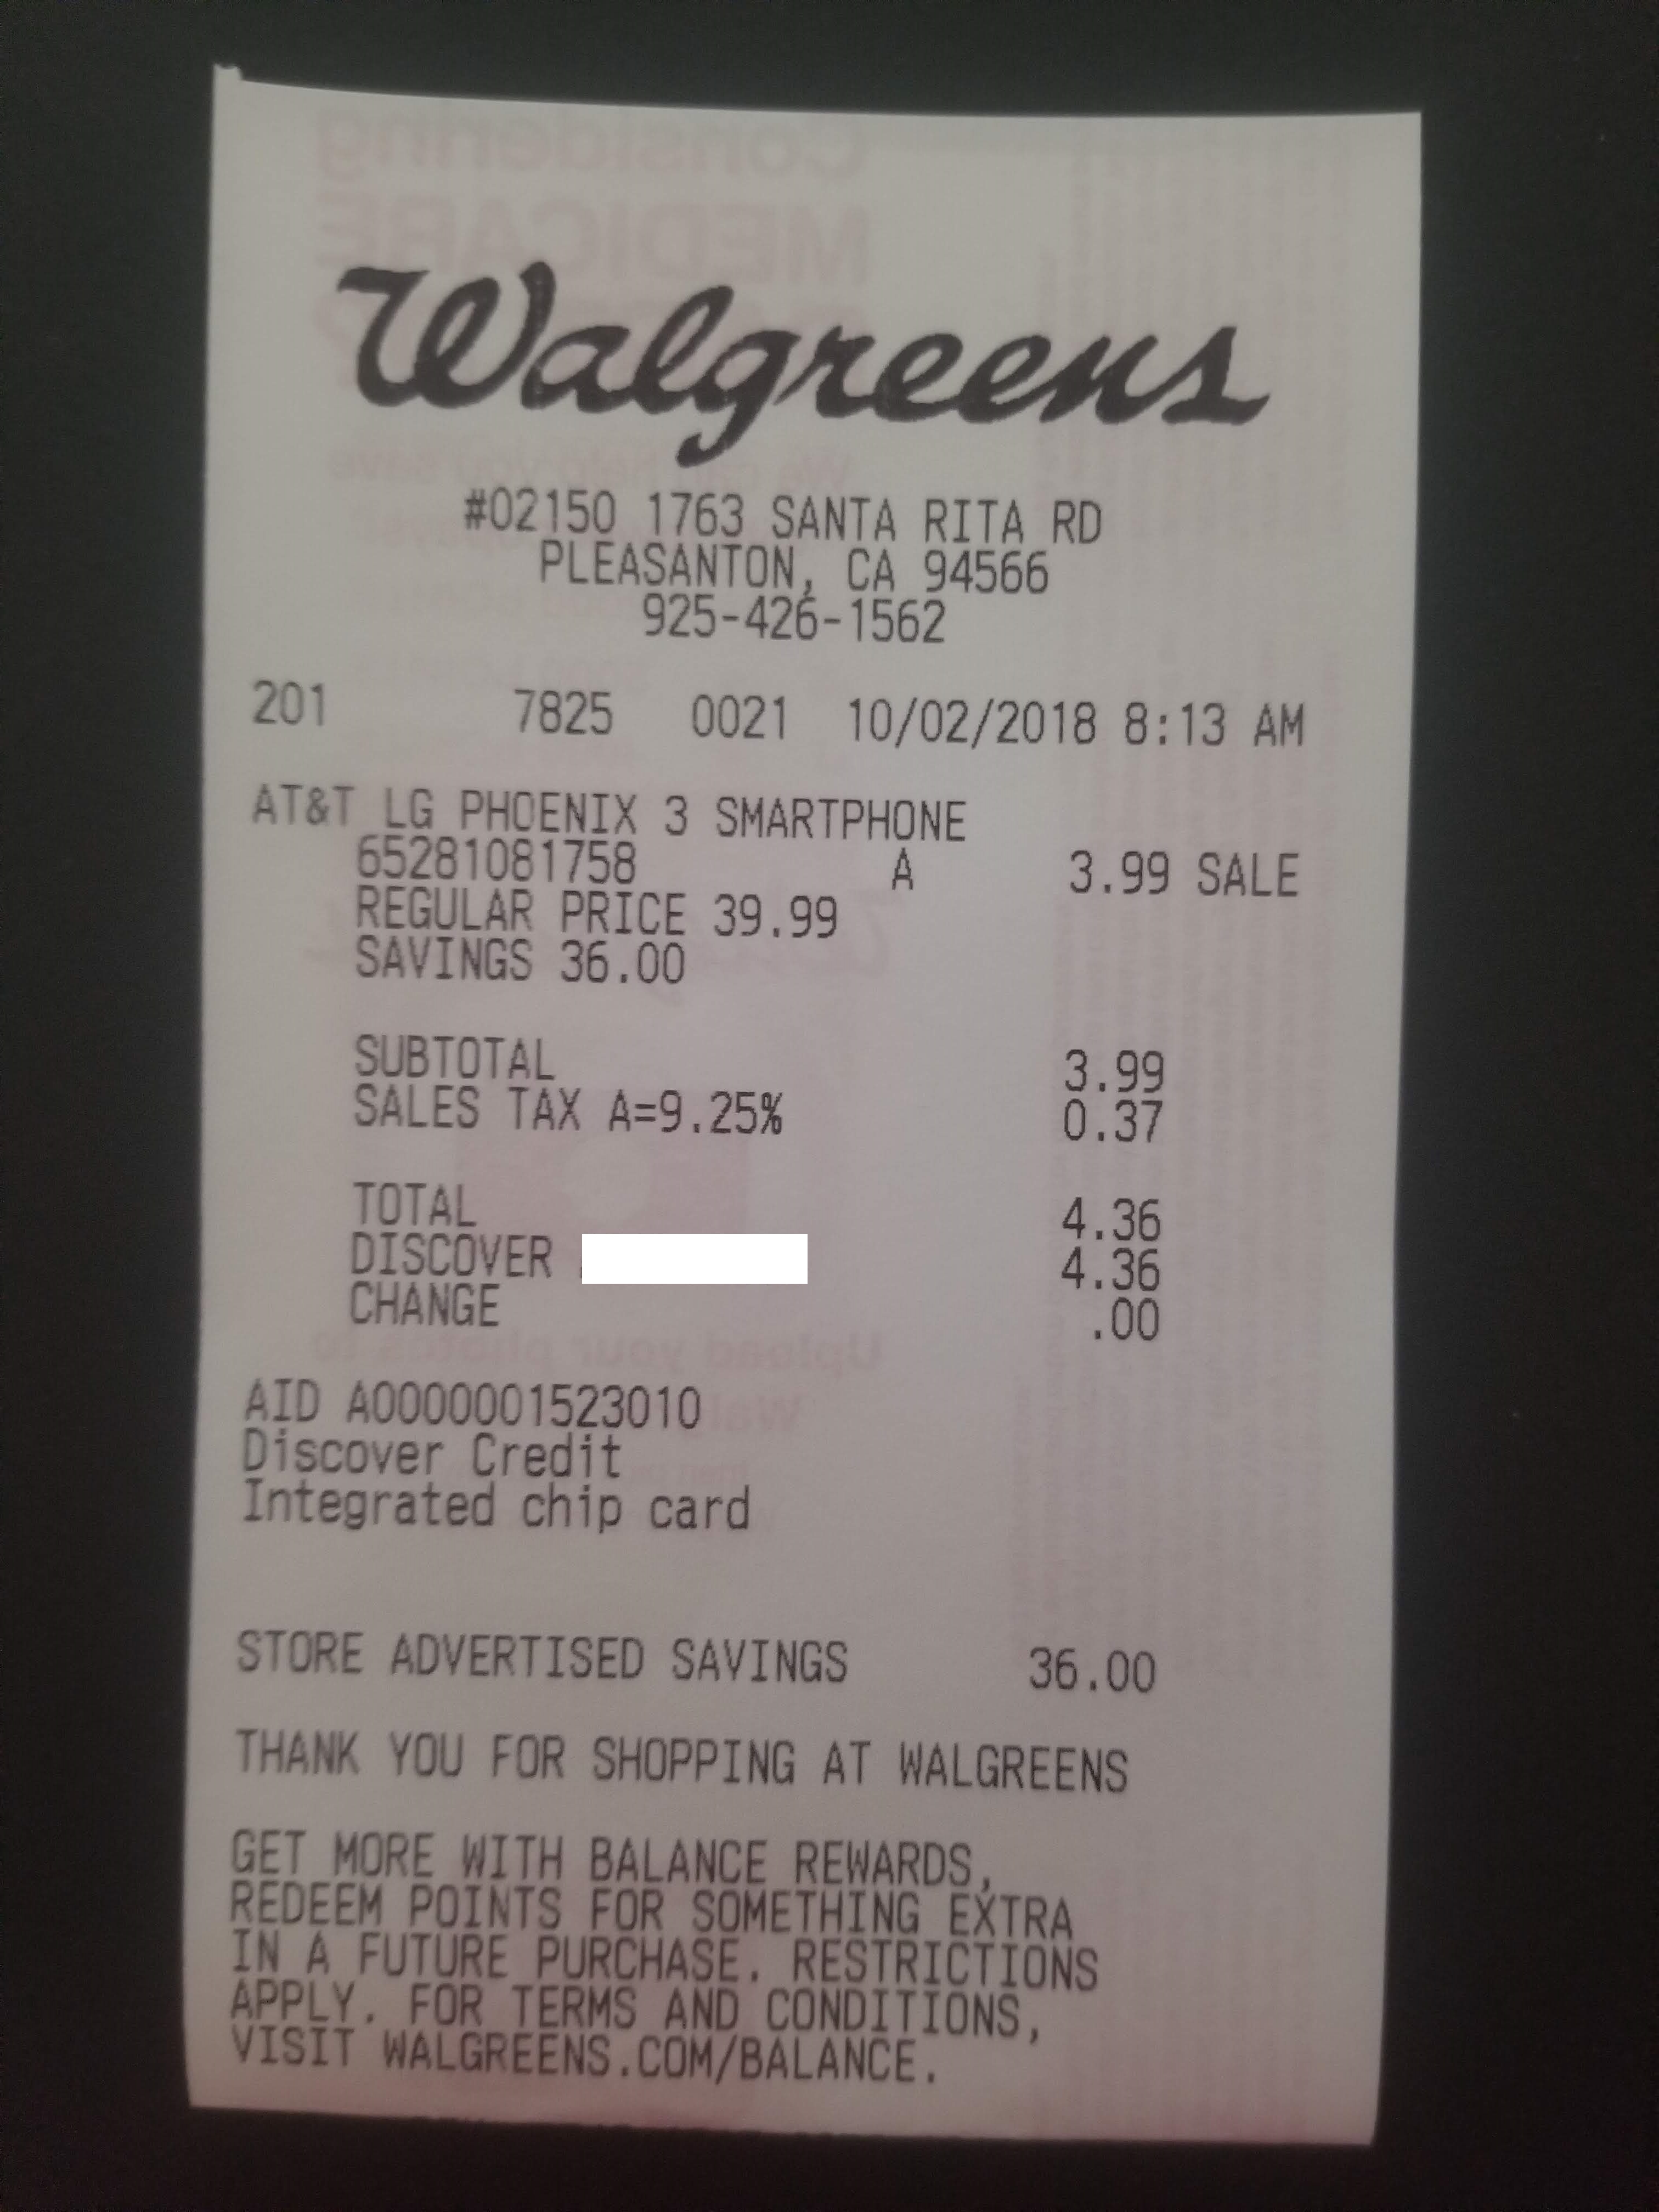 Walgreens
#02150 1763 SANTA RITA RD
PLEASANTON, CA 94566
925-426-1562
201 7825 0021 10/02/2018 8:13 AM
AT&T LG PHOENIX 3 SMARTPHONE
65281081758 A 3.99 SALE
REGULAR PRICE 39.99
SAVINGS 36.00
SUBTOTAL 3.99
SALES TAX A=9.25% 0.37
TOTAL 4.36
DISCOVER 4.36
CHANGE .00
AID A0000001523010
Discover Credit
Integrated chip card
STORE ADVERTISED SAVINGS 36.00
THANK YOU FOR SHOPPING AT WALGREENS
GET MORE WITH BALANCE REWARDS,
REDEEM POINTS FOR SOMETHING EXTRA
IN A FUTURE PURCHASE. RESTRICTIONS
APPLY. FOR TERMS AND CONDITIONS,
VISIT WALGREENS.COM/BALANCE.